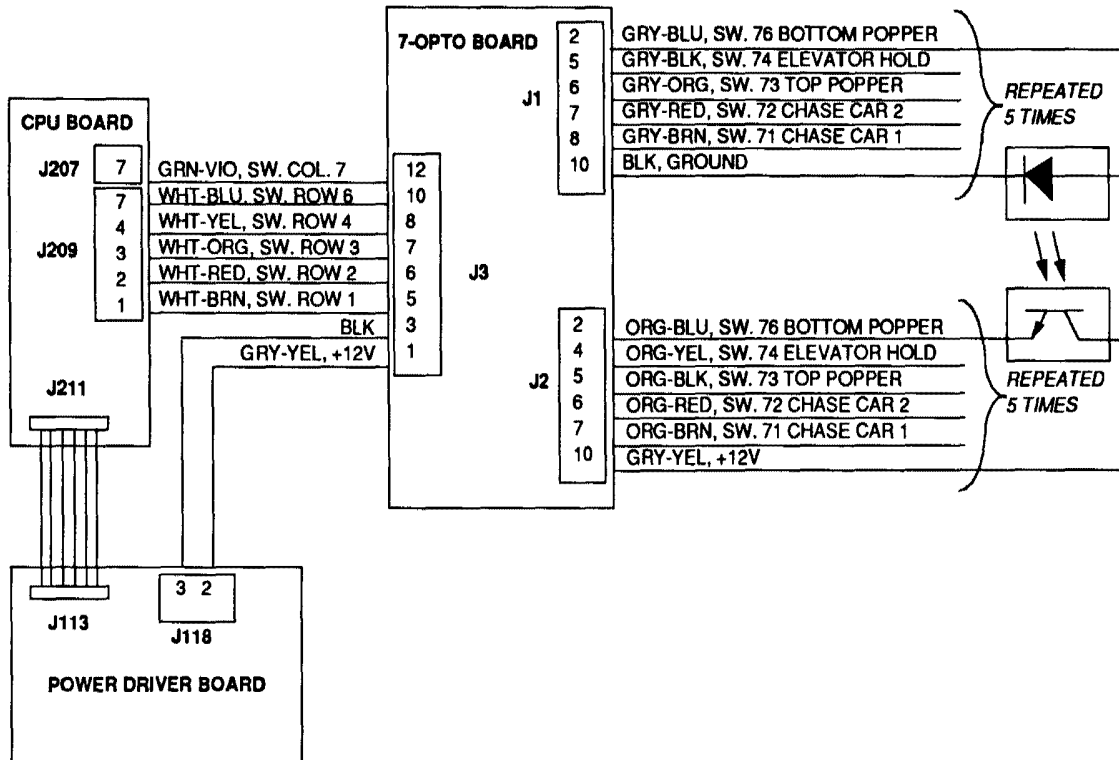 7-OPTO BOARD
J1
2 GRY-BLU, SW. 76 BOTTOM POPPER
5 GRY-BLK, SW. 74 ELEVATOR HOLD
6 GRY-ORG, SW. 73 TOP POPPER
7 GRY-RED, SW. 72 CHASE CAR 2
8 GRY-BRN, SW. 71 CHASE CAR 1
10 BLK, GROUND
REPEATED
5 TIMES
CPU BOARD
J207
7 GRN-VIO, SW. COL. 7 12
J209
7 WHT-BLU. SW. ROW 6 10
4 WHT-YEL, SW. ROW 4 8
3 WHT-ORG, SW. ROW 3 7
2 WHT-RED, SW. ROW 2 6
1 WHT-BRN, SW. ROW 1 5
BLK 3
GRY-YEL, +12V 1
J3
J2
2 ORG-BLU, SW. 76 BOTTOM POPPER
4 ORG-YEL, SW. 74 ELEVATOR HOLD
5 ORG-BLK, SW. 73 TOP POPPER
6 ORG-RED, SW. 72 CHASE CAR 2
7 ORG-BRN, SW. 71 CHASE CAR 1
10 GRY-YEL, +12V
REPEATED
5 TIMES
J211
J113
3 2
J118
POWER DRIVER BOARD